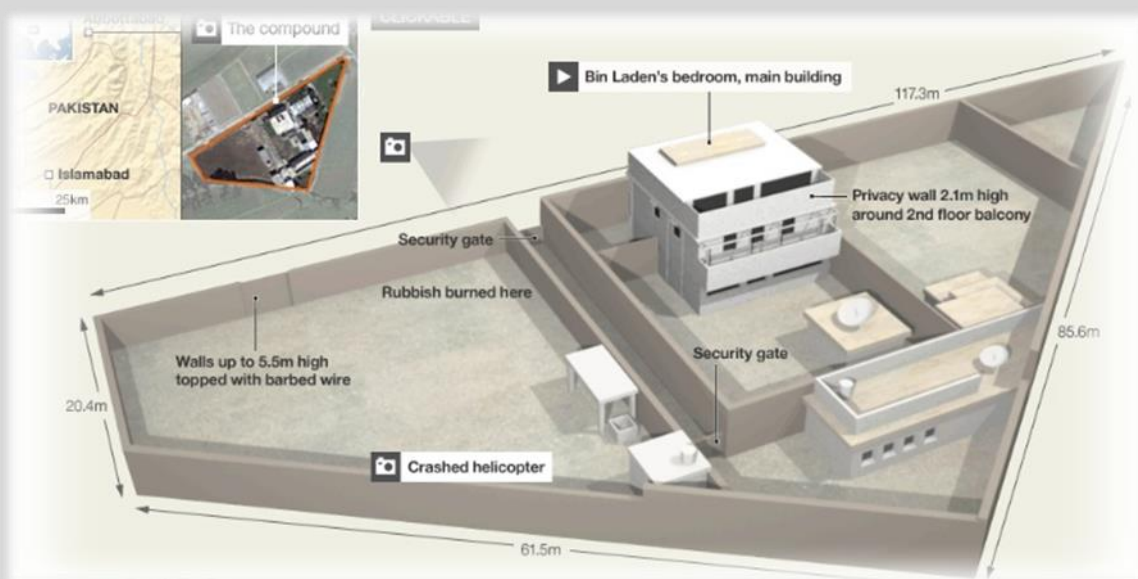 Abbottabad
The compound
CLICKABLE
PAKISTAN
Islamabad
25km
Bin Laden's bedroom, main building
117.3m
Privacy wall 2.1m high
around 2nd floor balcony
Security gate
Rubbish burned here
Walls up to 5.5m high
topped with barbed wire
Security gate
85.6m
20.4m
Crashed helicopter
61.5m